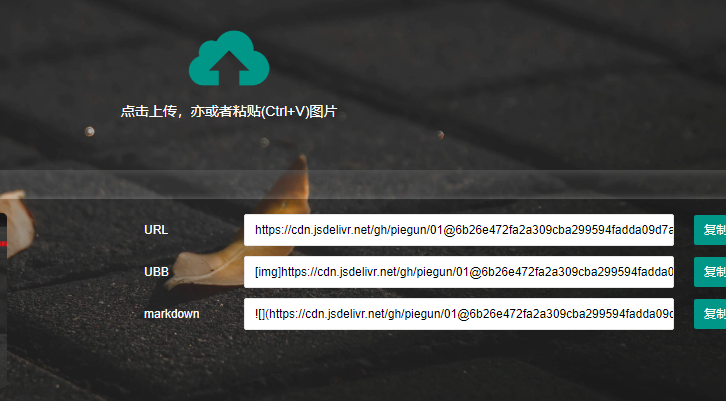 点击上传，亦或者粘贴(Ctrl+V)图片
URL https://cdn.jsdelivr.net/gh/piegun/01@6b26e472fa2a309cba299594fadda09d7a 复制
UBB [img]https://cdn.jsdelivr.net/gh/piegun/01@6b26e472fa2a309cba299594fadda0 复制
markdown ![](https://cdn.jsdelivr.net/gh/piegun/01@6b26e472fa2a309cba299594fadda09d 复制